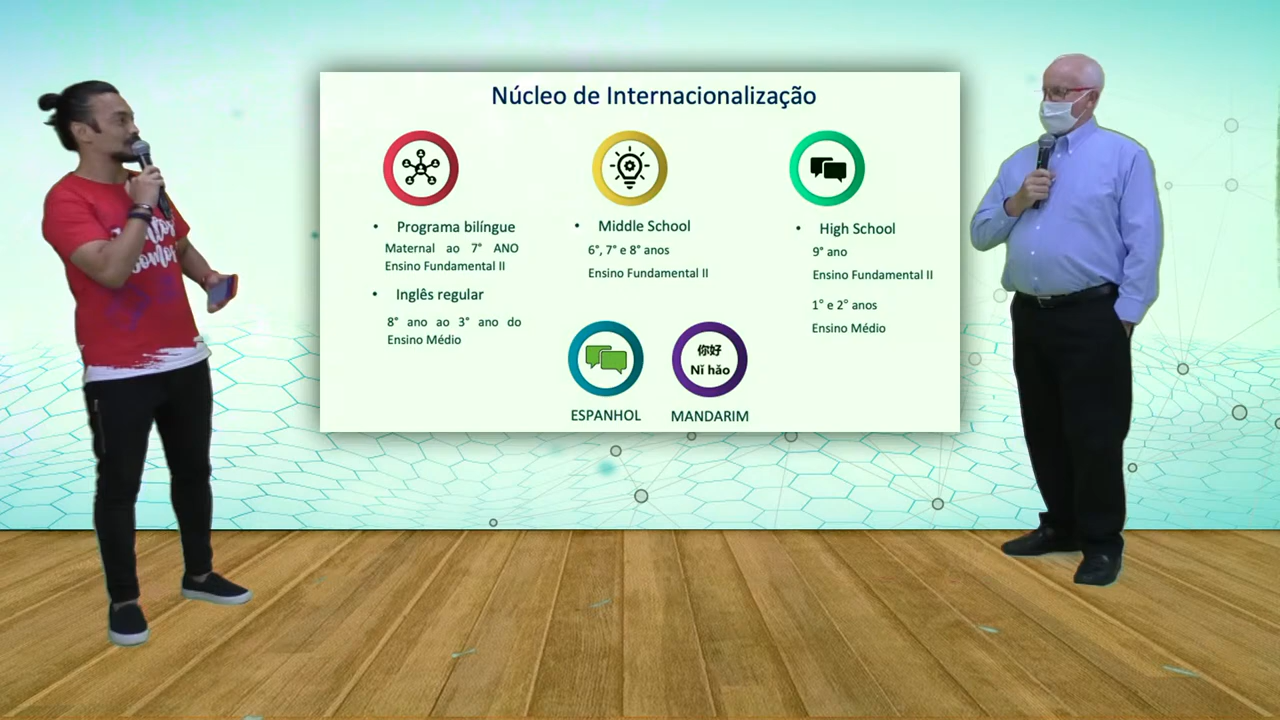 Núcleo de Internacionalização
• Programa bilíngue
Maternal ao 7° ANO
Ensino Fundamental II
• Inglês regular
8° ano ao 3° ano do
Ensino Médio
• Middle School
6°, 7° e 8° anos
Ensino Fundamental II
• High School
9° ano
Ensino Fundamental II
1° e 2° anos
Ensino Médio
ESPANHOL
你好
Nǐ hǎo
MANDARIM